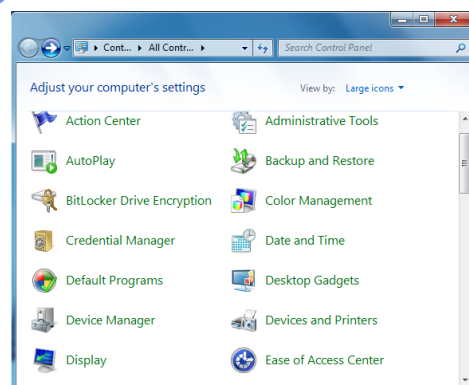 Cont... All Contr...
Search Control Panel
Adjust your computer's settings
View by: Large icons
Action Center
Administrative Tools
AutoPlay
Backup and Restore
BitLocker Drive Encryption
Color Management
Credential Manager
Date and Time
Default Programs
Desktop Gadgets
Device Manager
Devices and Printers
Display
Ease of Access Center